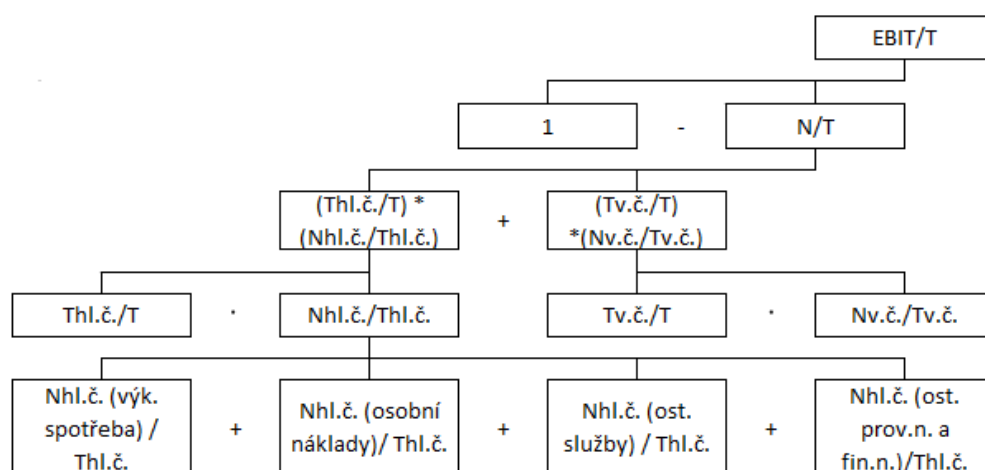 EBIT/T
1
-
N/T
(Thl.č./T) *
(Nhl.č./Thl.č.)
+
(Tv.č./T)
*(Nv.č./Tv.č.)
Thl.č./T
·
Nhl.č./Thl.č.
Tv.č./T
·
Nv.č./Tv.č.
Nhl.č. (výk.
spotřeba) /
Thl.č.
+
Nhl.č. (osobní
náklady)/ Thl.č.
+
Nhl.č. (ost.
služby) / Thl.č.
+
Nhl.č. (ost.
prov.n. a
fin.n.)/Thl.č.